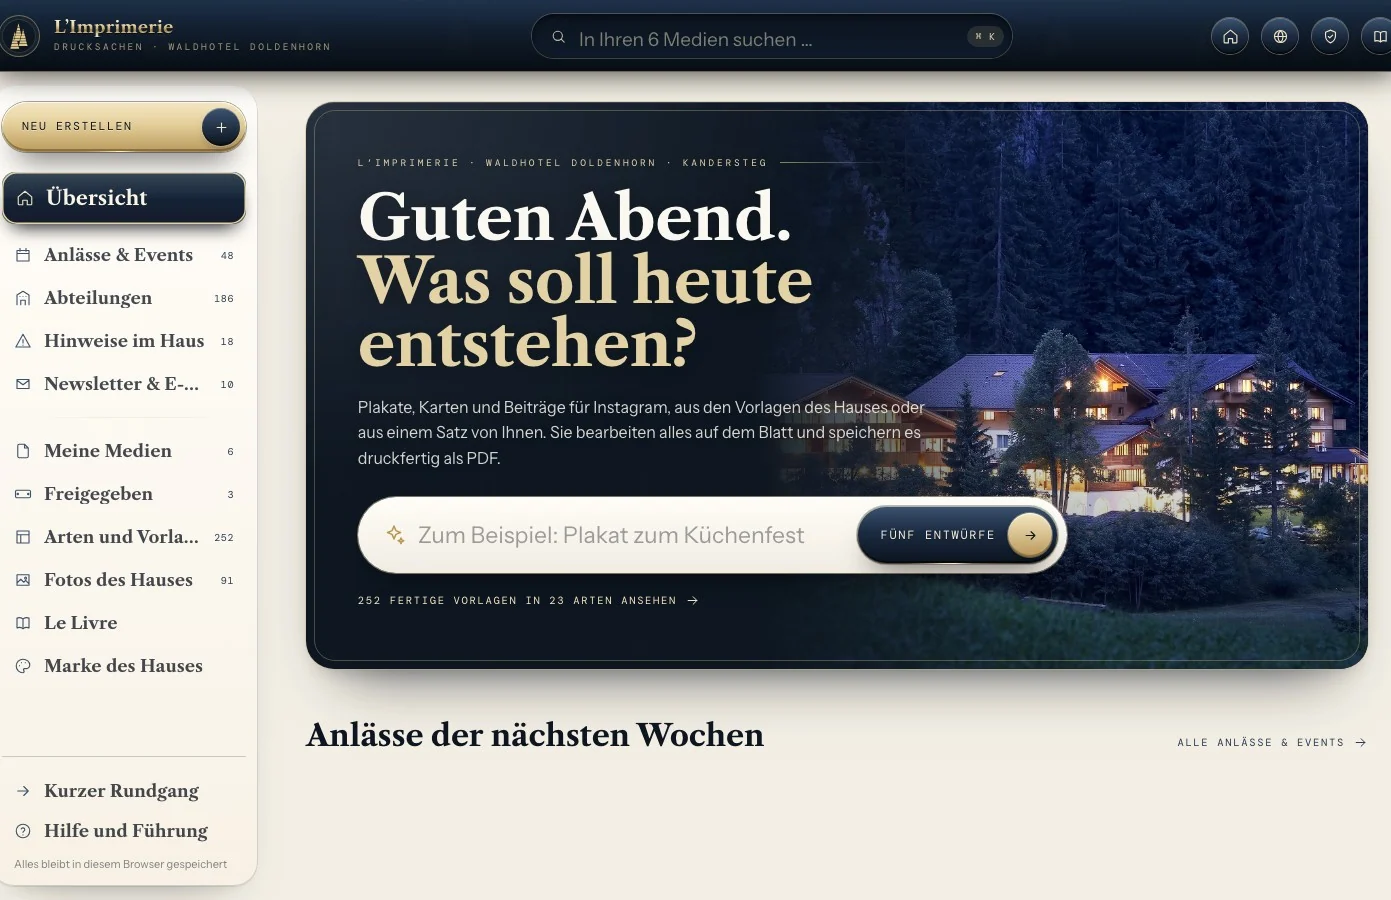 L'Imprimerie
DRUCKSACHEN · WALDHOTEL DOLDENHORN
In Ihren 6 Medien suchen ...
⌘ K
NEU ERSTELLEN
Übersicht
Anlässe & Events 48
Abteilungen 186
Hinweise im Haus 18
Newsletter & E-... 10
Meine Medien 6
Freigegeben 3
Arten und Vorla... 252
Fotos des Hauses 91
Le Livre
Marke des Hauses
Kurzer Rundgang
Hilfe und Führung
Alles bleibt in diesem Browser gespeichert
L'IMPRIMERIE · WALDHOTEL DOLDENHORN · KANDERSTEG
Guten Abend.
Was soll heute
entstehen?
Plakate, Karten und Beiträge für Instagram, aus den Vorlagen des Hauses oder
aus einem Satz von Ihnen. Sie bearbeiten alles auf dem Blatt und speichern es
druckfertig als PDF.
Zum Beispiel: Plakat zum Küchenfest
FÜNF ENTWÜRFE →
252 FERTIGE VORLAGEN IN 23 ARTEN ANSEHEN →
Anlässe der nächsten Wochen
ALLE ANLÄSSE & EVENTS →